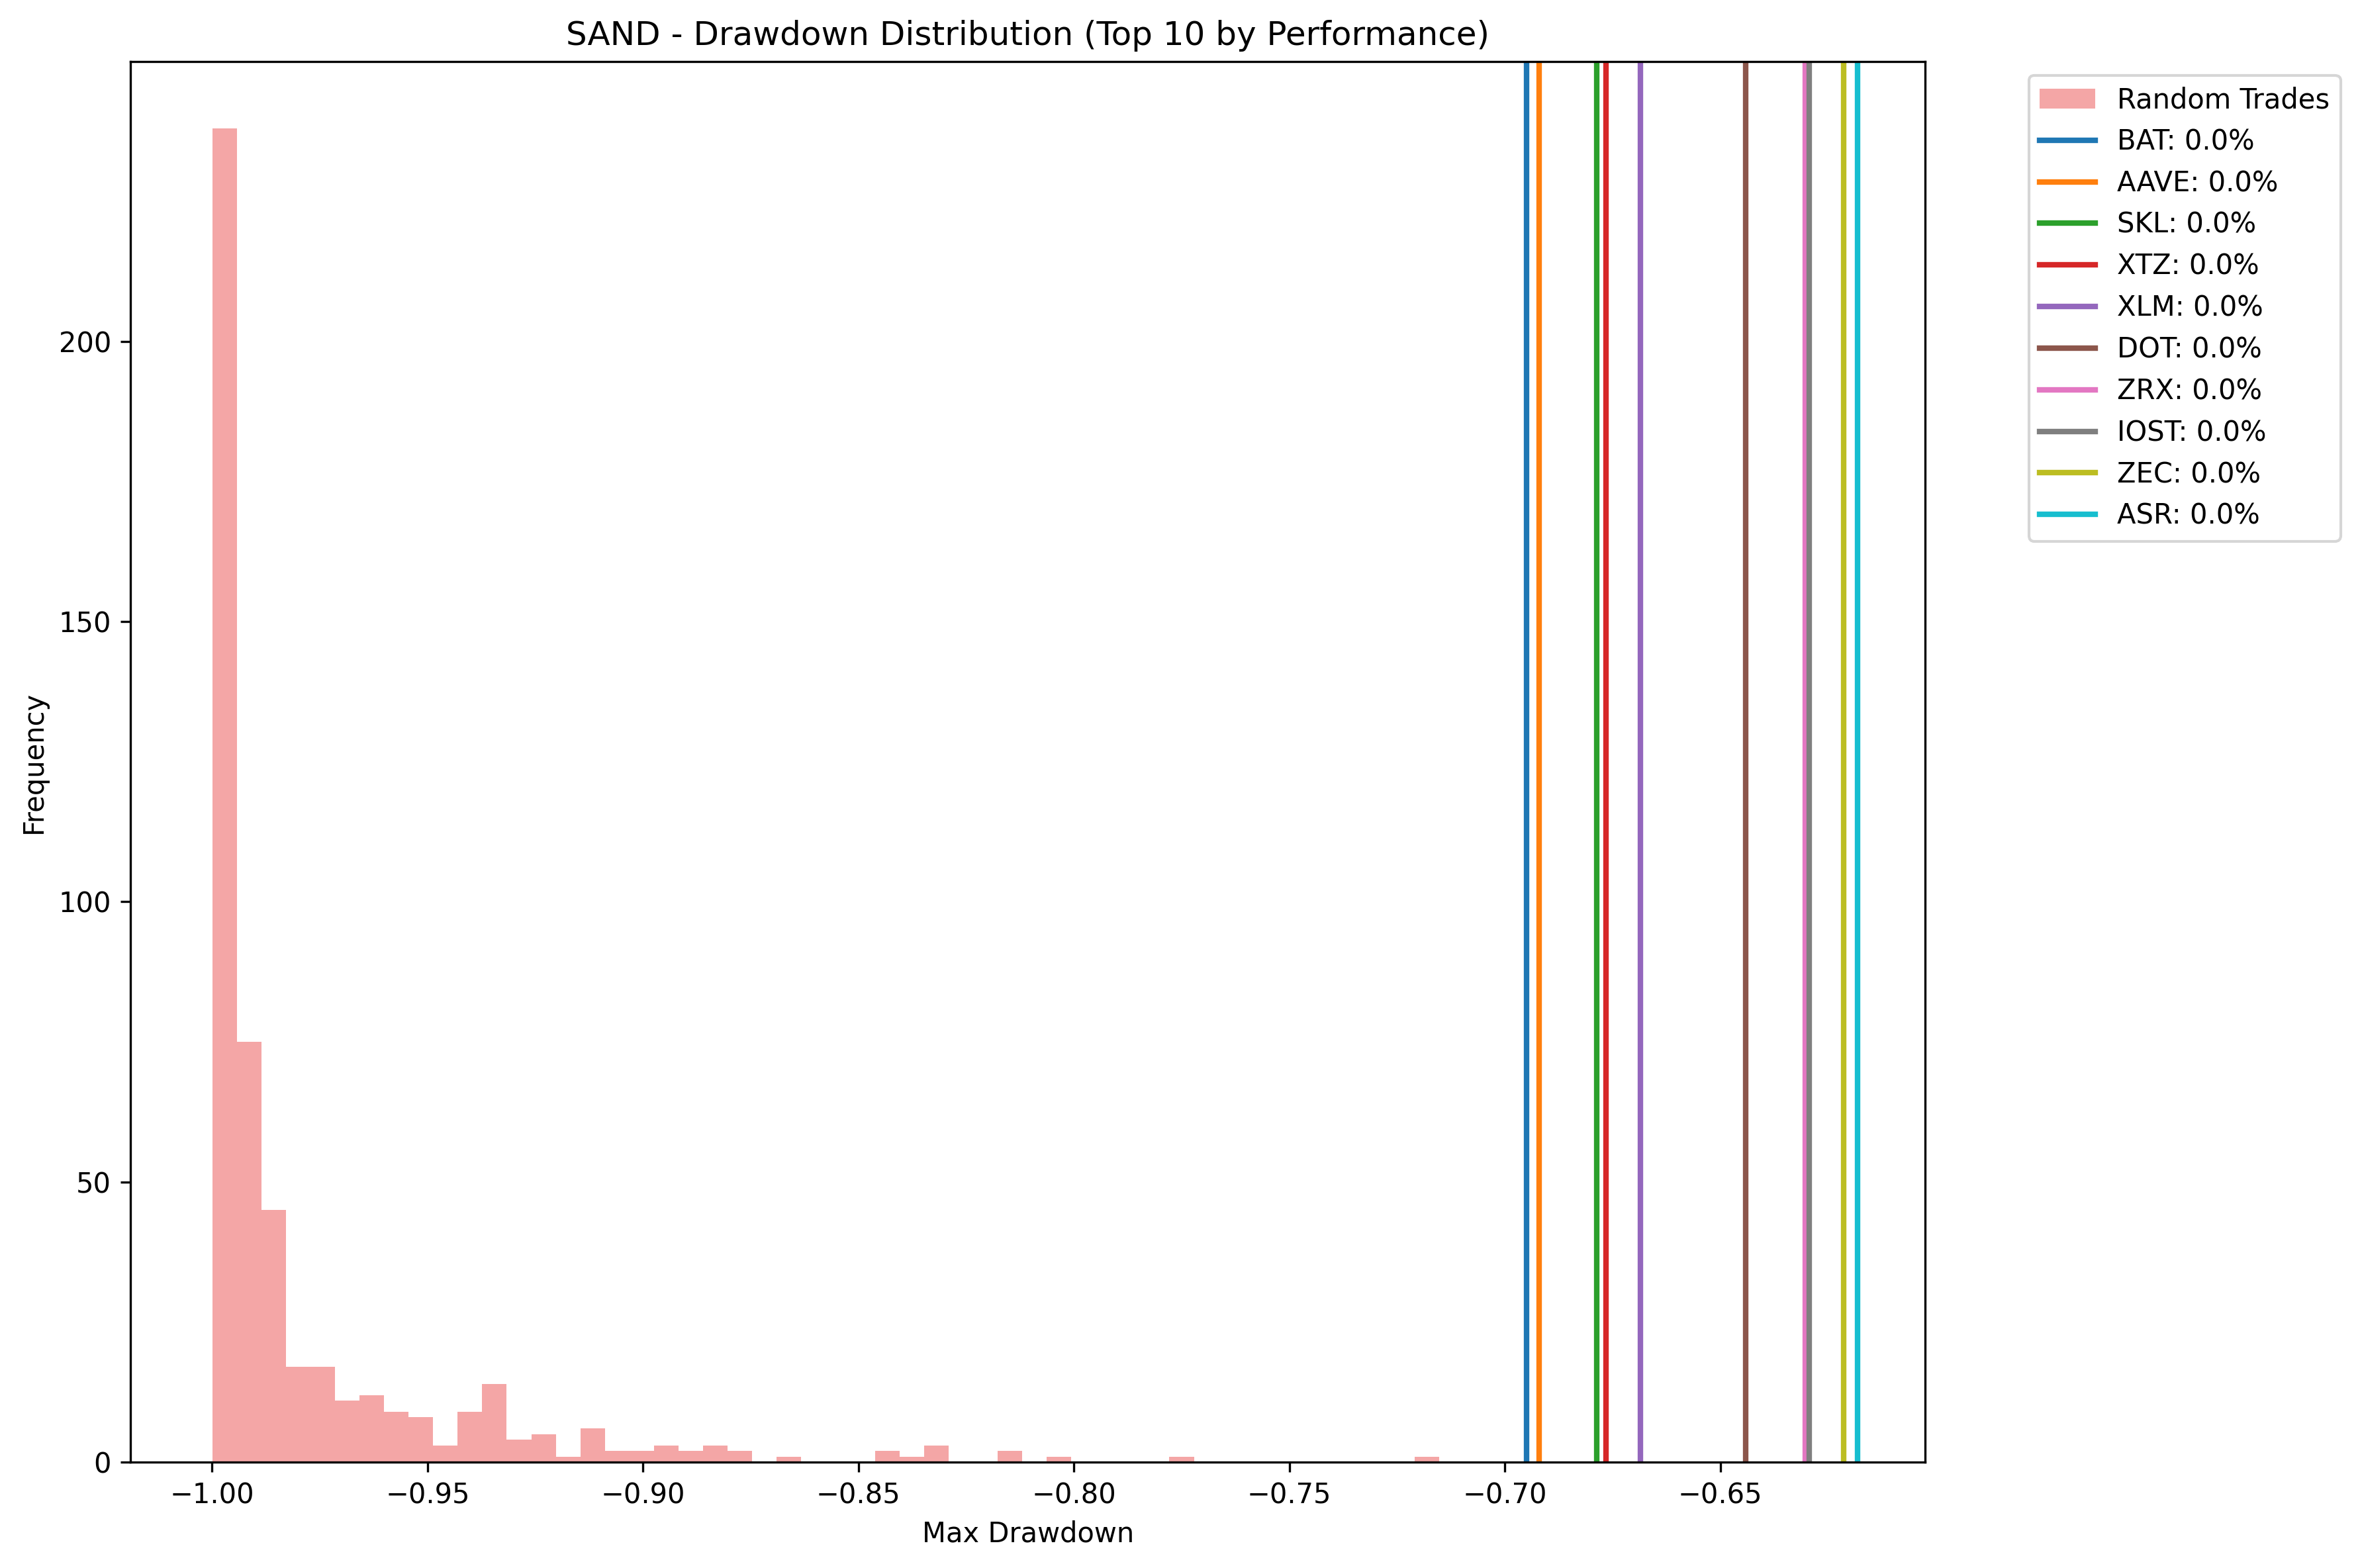 SAND - Drawdown Distribution (Top 10 by Performance)
Random Trades
BAT: 0.0%
AAVE: 0.0%
SKL: 0.0%
XTZ: 0.0%
XLM: 0.0%
DOT: 0.0%
ZRX: 0.0%
IOST: 0.0%
ZEC: 0.0%
ASR: 0.0%
Frequency
200
150
100
50
0
−1.00 −0.95 −0.90 −0.85 −0.80 −0.75 −0.70 −0.65
Max Drawdown